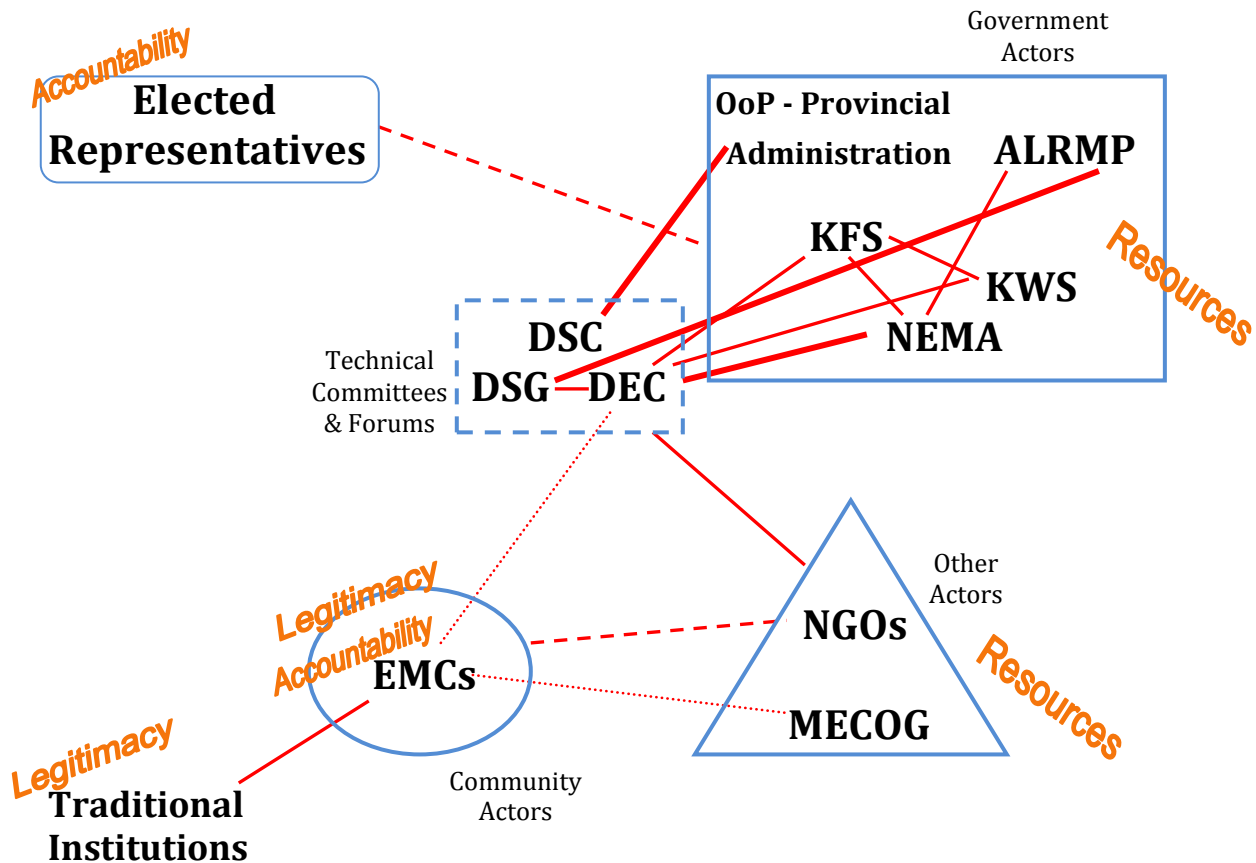 Government
Actors
Accountability
Elected
Representatives
OoP - Provincial
Administration
ALRMP
KFS
KWS
NEMA
Resources
Technical
Committees
& Forums
DSC
DSG
DEC
Legitimacy
Accountability
EMCs
Other
Actors
NGOs
MECOG
Resources
Legitimacy
Traditional
Institutions
Community
Actors